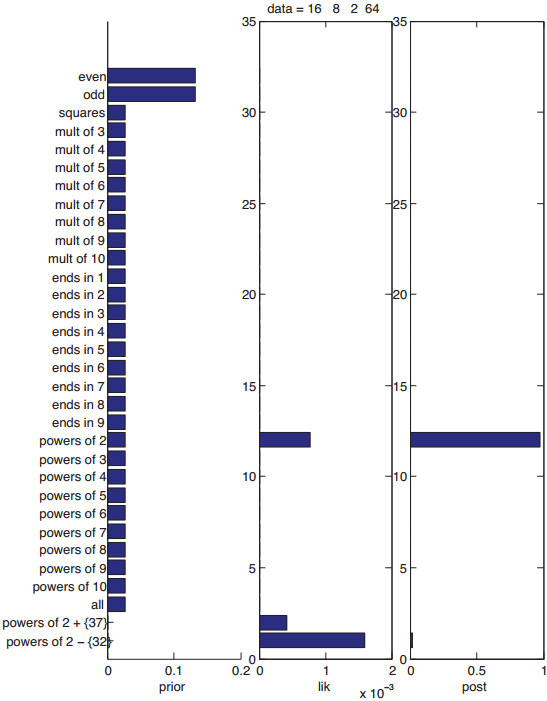 data = 16 8 2 64
35
30
25
20
15
10
5
0
35
30
25
20
15
10
5
0
even
odd
squares
mult of 3
mult of 4
mult of 5
mult of 6
mult of 7
mult of 8
mult of 9
mult of 10
ends in 1
ends in 2
ends in 3
ends in 4
ends in 5
ends in 6
ends in 7
ends in 8
ends in 9
powers of 2
powers of 3
powers of 4
powers of 5
powers of 6
powers of 7
powers of 8
powers of 9
powers of 10
all
powers of 2 + {37}
powers of 2 − {32}
0 0.1 0.2
prior
0 1 2
lik
x 10−3
0 0.5 1
post